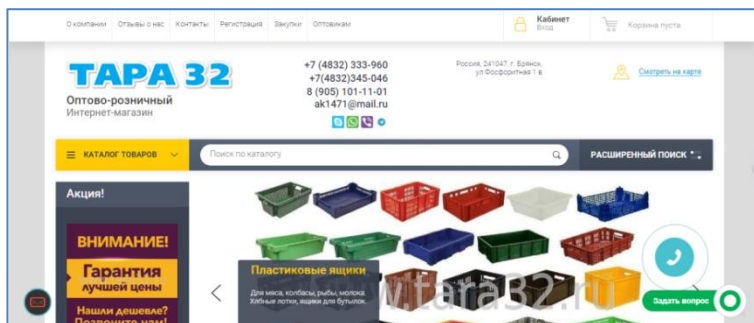 О компании Отзывы о нас Контакты Регистрация Закупки Оптовикам
Кабинет
Вход
Корзина пуста
ТАРА 32
Оптово-розничный
Интернет-магазин
+7 (4832) 333-960
+7(4832)345-046
8 (905) 101-11-01
ak1471@mail.ru
Россия, 241047, г. Брянск,
ул Фосфоритная 1 в
Смотреть на карте
КАТАЛОГ ТОВАРОВ
Поиск по каталогу
РАСШИРЕННЫЙ ПОИСК
Акция!
ВНИМАНИЕ!
Гарантия
лучшей цены
Нашли дешевле?
Позвоните нам!
Пластиковые ящики
Для мяса, колбасы, рыбы, молока.
Хлебные лотки, ящики для бутылок.
www.tara32.ru
Задать вопрос